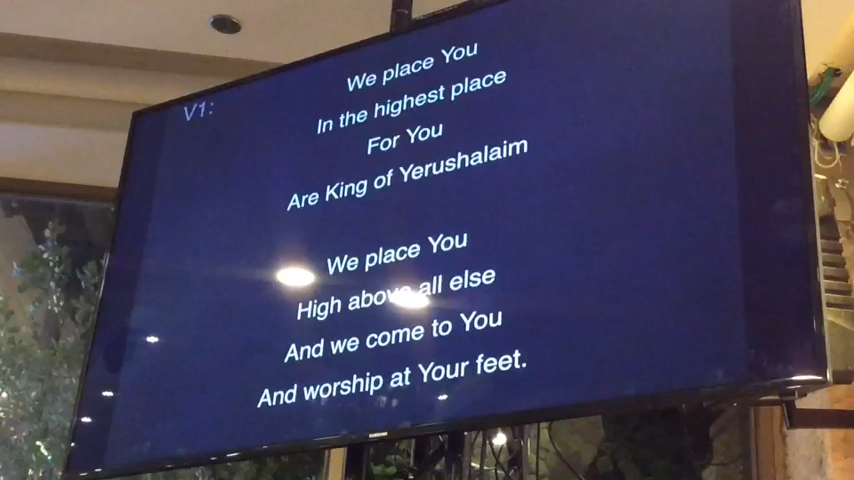 V1:
We place You
In the highest place
For You
Are King of Yerushalaim
We place You
High above all else
And we come to You
And worship at Your feet.
SAMSUNG